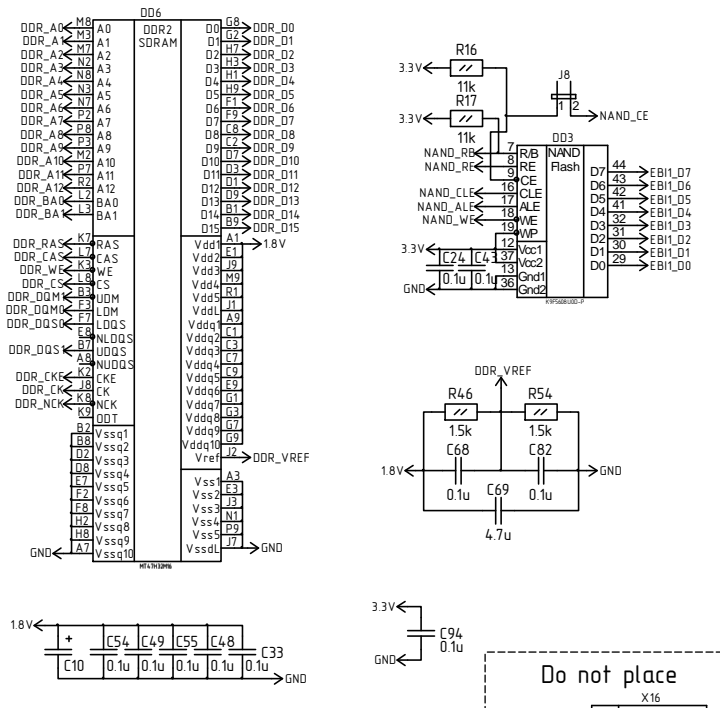 DD6
DDR2
SDRAM
DDR_A0 M8 A0 D0 G8 DDR_D0
DDR_A1 M3 A1 D1 G2 DDR_D1
DDR_A2 M7 A2 D2 H7 DDR_D2
DDR_A3 N2 A3 D3 H3 DDR_D3
DDR_A4 N8 A4 D4 H1 DDR_D4
DDR_A5 N3 A5 D5 H9 DDR_D5
DDR_A6 N7 A6 D6 F1 DDR_D6
DDR_A7 P2 A7 D7 F9 DDR_D7
DDR_A8 P8 A8 D8 C8 DDR_D8
DDR_A9 P3 A9 D9 C2 DDR_D9
DDR_A10 M2 A10 D10 D7 DDR_D10
DDR_A11 P7 A11 D11 D3 DDR_D11
DDR_A12 R2 A12 D12 D1 DDR_D12
DDR_BA0 L2 BA0 D13 D9 DDR_D13
DDR_BA1 L3 BA1 D14 B1 DDR_D14
D15 B9 DDR_D15
DDR_RAS K7 RAS
DDR_CAS L7 CAS
DDR_WE K3 WE
DDR_CS L8 CS
DDR_DQM1 B3 UDM
DDR_DQM0 F3 LDM
DDR_DQS0 F7 LDQS
E8 NLDQS
DDR_DQS1 B7 UDQS
A8 NUDQS
DDR_CKE K2 CKE
DDR_CK J8 CK
DDR_NCK K8 NCK
K9 ODT
Vdd1 A1 1.8V
Vdd2 E1
Vdd3 J9
Vdd4 M9
Vdd5 R1
VddL J1
Vddq1 A9
Vddq2 C1
Vddq3 C3
Vddq4 C7
Vddq5 C9
Vddq6 E9
Vddq7 G1
Vddq8 G3
Vddq9 G7
Vddq10 G9
Vref J2 DDR_VREF
B2 Vssq1
B8 Vssq2
D2 Vssq3
D8 Vssq4
E7 Vssq5
F2 Vssq6
F8 Vssq7
H2 Vssq8
H8 Vssq9
GND A7 Vssq10
Vss1 A3
Vss2 E3
Vss3 J3
Vss4 N1
Vss5 P9
VssdL J7 GND
MT47H32M16
R16
3.3V
11k
R17
3.3V
11k
J8
1 2
NAND_CE
DD3
NAND
Flash
NAND_RB 7 R/B
NAND_RE 8 RE
9 CE
NAND_CLE 16 CLE
NAND_ALE 17 ALE
NAND_WE 18 WE
19 WP
3.3V 12 Vcc1
37 Vcc2
13 Gnd1
GND 36 Gnd2
C24 C43
0.1u 0.1u
D7 44 EBI1_D7
D6 43 EBI1_D6
D5 42 EBI1_D5
D4 41 EBI1_D4
D3 32 EBI1_D3
D2 31 EBI1_D2
D1 30 EBI1_D1
D0 29 EBI1_D0
K9F5608U0D-P
DDR_VREF
R46 R54
1.5k 1.5k
C68 C82
1.8V GND
0.1u 0.1u
C69
4.7u
1.8V
+
C10 C54 C49 C55 C48 C33
0.1u 0.1u 0.1u 0.1u 0.1u
GND
3.3V
C94
0.1u
GND
Do not place
X16